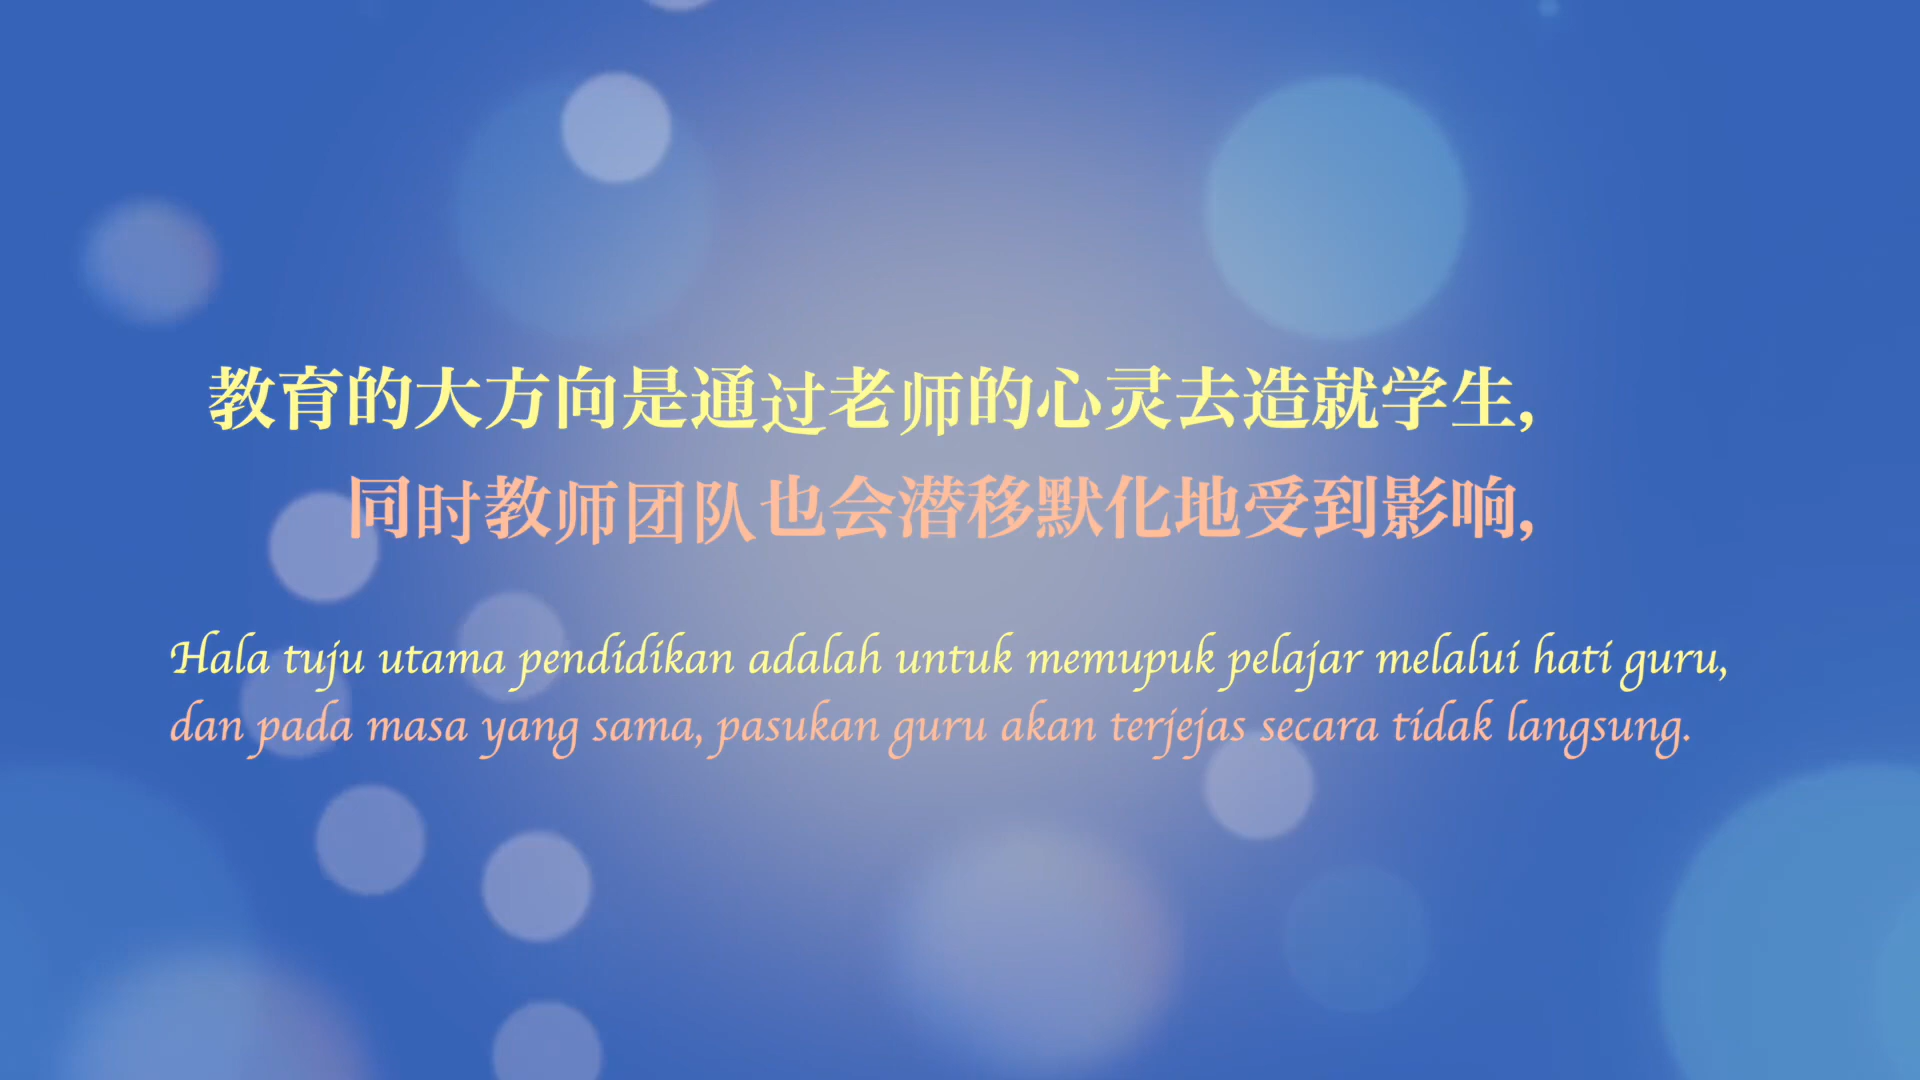 教育的大方向是通过老师的心灵去造就学生,
同时教师团队也会潜移默化地受到影响,
Hala tuju utama pendidikan adalah untuk memupuk pelajar melalui hati guru,
dan pada masa yang sama, pasukan guru akan terjejas secara tidak langsung.